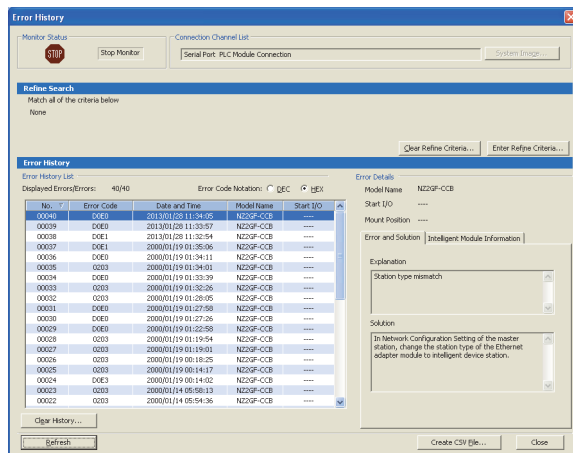 Error History
Monitor Status
STOP
Stop Monitor
Connection Channel List
Serial Port PLC Module Connection
System Image...
Refine Search
Match all of the criteria below
None
Clear Refine Criteria...
Enter Refine Criteria...
Error History
Error History List
Displayed Errors/Errors: 40/40
Error Code Notation: DEC HEX
No. Error Code Date and Time Model Name Start I/O
00040 D0E0 2013/01/28 11:34:05 NZ2GF-CCB ----
00039 D0E0 2013/01/28 11:33:57 NZ2GF-CCB ----
00038 D0E1 2013/01/28 11:32:54 NZ2GF-CCB ----
00037 D0E1 2000/01/19 01:35:06 NZ2GF-CCB ----
00036 D0E0 2000/01/19 01:34:11 NZ2GF-CCB ----
00035 0203 2000/01/19 01:34:01 NZ2GF-CCB ----
00034 D0E0 2000/01/19 01:33:39 NZ2GF-CCB ----
00033 0203 2000/01/19 01:32:26 NZ2GF-CCB ----
00032 0203 2000/01/19 01:28:05 NZ2GF-CCB ----
00031 D0E0 2000/01/19 01:27:58 NZ2GF-CCB ----
00030 D0E0 2000/01/19 01:27:26 NZ2GF-CCB ----
00029 D0E0 2000/01/19 01:22:58 NZ2GF-CCB ----
00028 0203 2000/01/19 01:19:54 NZ2GF-CCB ----
00027 0203 2000/01/19 01:19:01 NZ2GF-CCB ----
00026 0203 2000/01/19 00:18:25 NZ2GF-CCB ----
00025 0203 2000/01/19 00:14:17 NZ2GF-CCB ----
00024 D0E3 2000/01/19 00:14:02 NZ2GF-CCB ----
00023 0203 2000/01/14 05:58:13 NZ2GF-CCB ----
00022 0203 2000/01/14 05:54:36 NZ2GF-CCB ----
Clear History...
Error Details
Model Name NZ2GF-CCB
Start I/O ----
Mount Position ----
Error and Solution
Intelligent Module Information
Explanation
Station type mismatch
Solution
In Network Configuration Setting of the master
station, change the station type of the Ethernet
adapter module to intelligent device station.
Refresh
Create CSV File...
Close